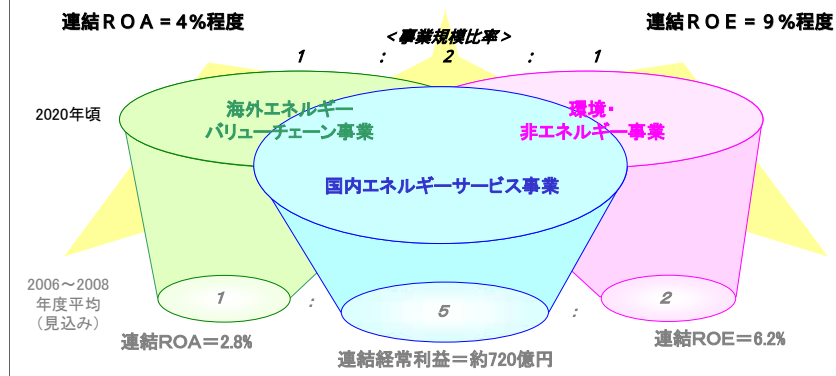 連結ＲＯＡ＝4％程度
連結ＲＯＥ＝９％程度
＜事業規模比率＞
1 : 2 : 1
2020年頃
海外エネルギー
バリューチェーン事業
環境・
非エネルギー事業
国内エネルギーサービス事業
2006～2008
年度平均
（見込み）
1 : 5 : 2
連結ROA＝2.8%
連結ROE＝6.2%
連結経常利益＝約720億円